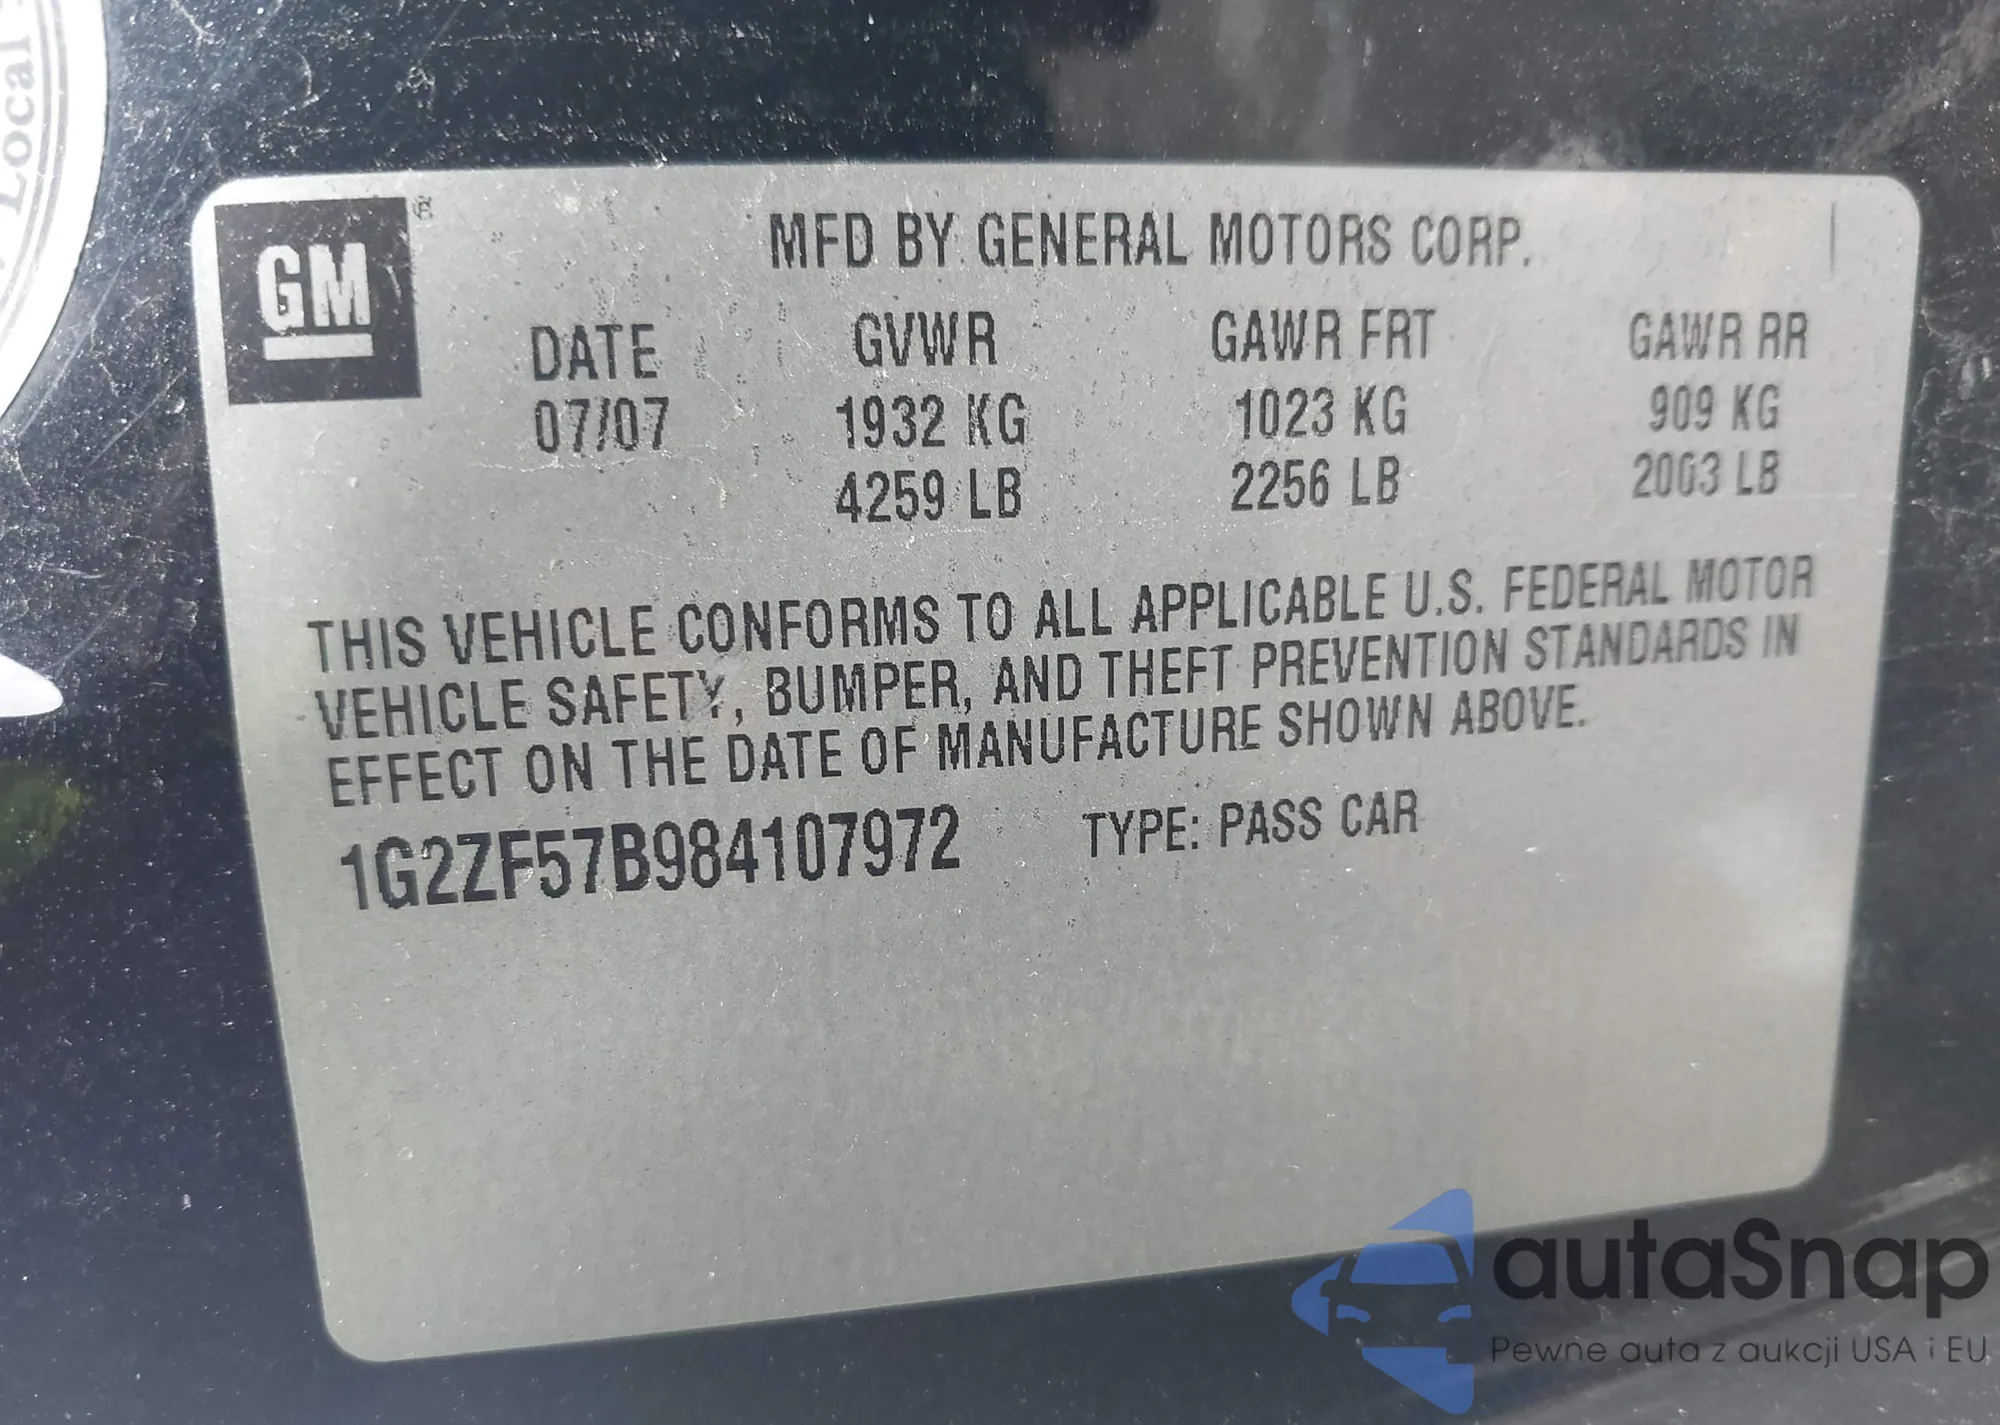 Local
GM
®
MFD BY GENERAL MOTORS CORP.
DATE GVWR GAWR FRT GAWR RR
07/07 1932 KG 1023 KG 909 KG
4259 LB 2256 LB 2003 LB
THIS VEHICLE CONFORMS TO ALL APPLICABLE U.S. FEDERAL MOTOR
VEHICLE SAFETY, BUMPER, AND THEFT PREVENTION STANDARDS IN
EFFECT ON THE DATE OF MANUFACTURE SHOWN ABOVE.
1G2ZF57B984107972 TYPE: PASS CAR
autaSnap
Pewne auta z aukcji USA i EU